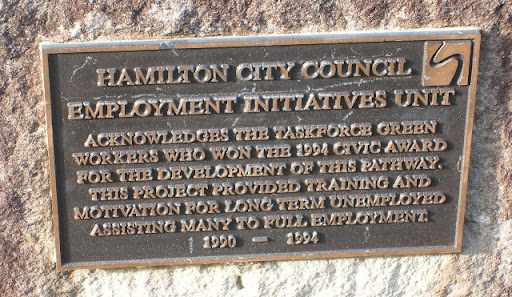 HAMILTON CITY COUNCIL
EMPLOYMENT INITIATIVES UNIT
ACKNOWLEDGES THE TASKFORCE GREEN
WORKERS WHO WON THE 1994 CIVIC AWARD
FOR THE DEVELOPMENT OF THIS PATHWAY.
THIS PROJECT PROVIDED TRAINING AND
MOTIVATION FOR LONG TERM UNEMPLOYED
ASSISTING MANY TO FULL EMPLOYMENT.
1990 – 1994